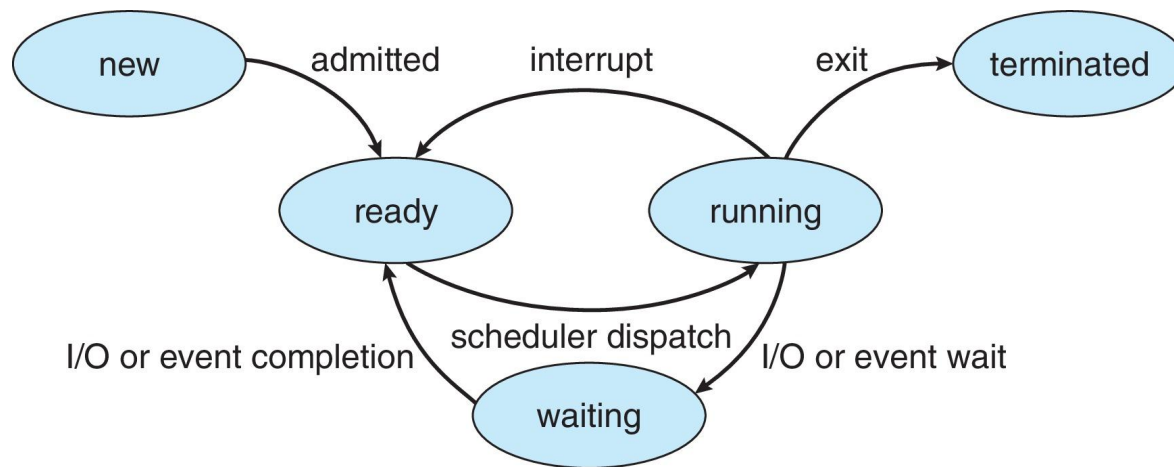 new
admitted
interrupt
exit
terminated
ready
running
I/O or event completion
scheduler dispatch
I/O or event wait
waiting